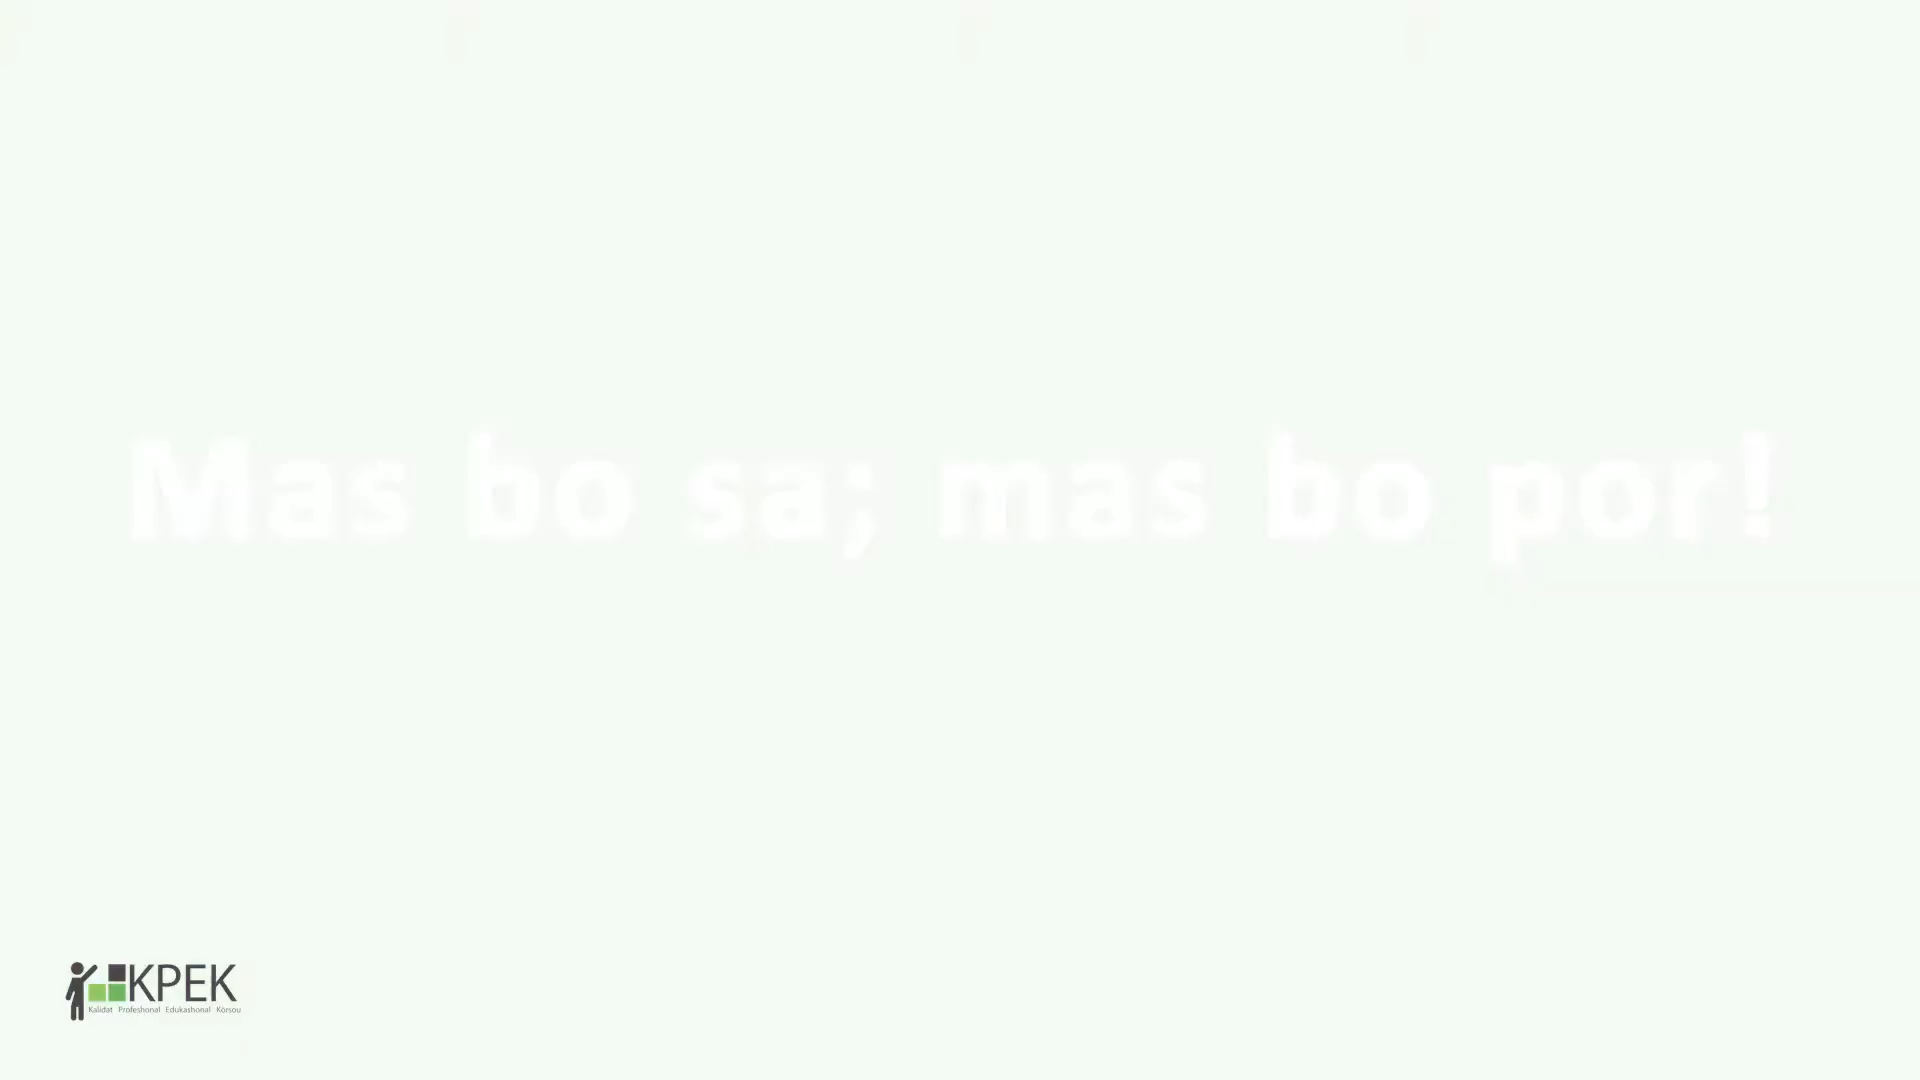 Mas bo sa; mas bo por!
KPEK
Kalidat Profeshonal Edukashonal Korsou